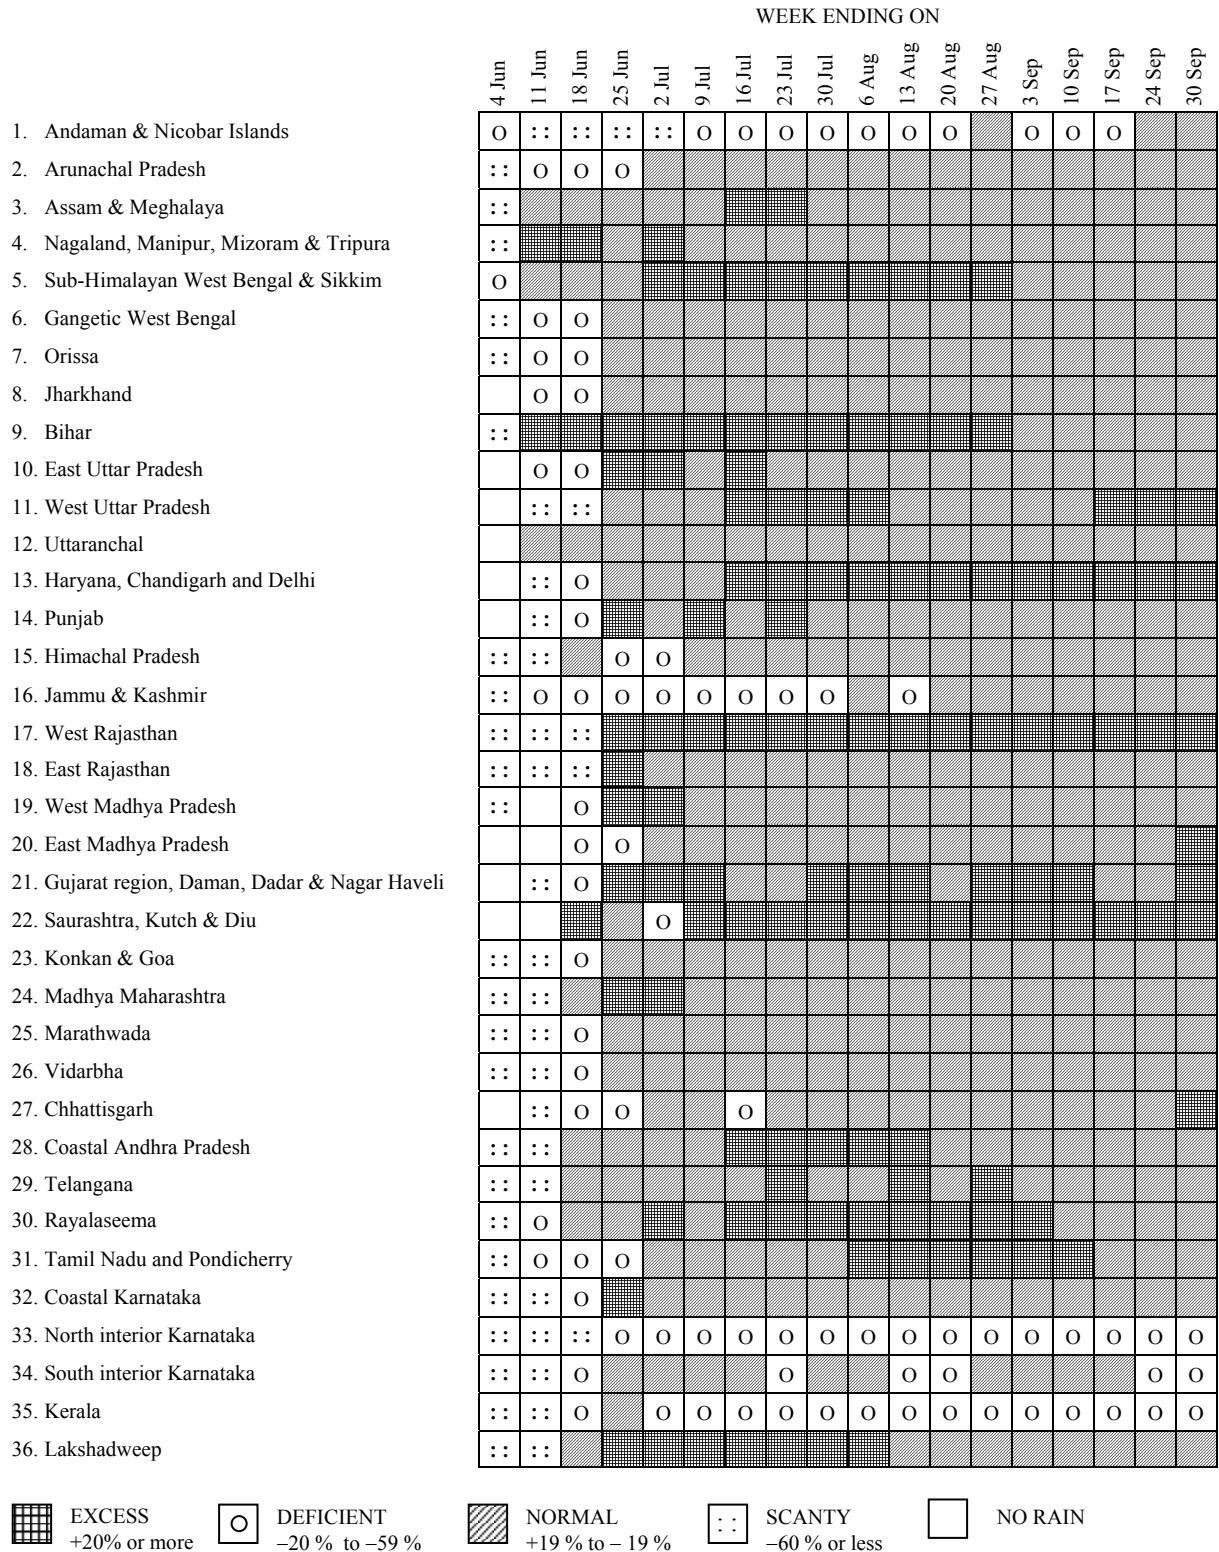 WEEK ENDING ON
4 Jun 11 Jun 18 Jun 25 Jun 2 Jul 9 Jul 16 Jul 23 Jul 30 Jul 6 Aug 13 Aug 20 Aug 27 Aug 3 Sep 10 Sep 17 Sep 24 Sep 30 Sep
1. Andaman & Nicobar Islands O :: :: :: :: O O O O O O O O O O
2. Arunachal Pradesh :: O O O
3. Assam & Meghalaya ::
4. Nagaland, Manipur, Mizoram & Tripura ::
5. Sub-Himalayan West Bengal & Sikkim O
6. Gangetic West Bengal :: O O
7. Orissa :: O O
8. Jharkhand O O
9. Bihar ::
10. East Uttar Pradesh O O
11. West Uttar Pradesh :: ::
12. Uttaranchal
13. Haryana, Chandigarh and Delhi :: O
14. Punjab :: O
15. Himachal Pradesh :: :: O O
16. Jammu & Kashmir :: O O O O O O O O
17. West Rajasthan :: :: ::
18. East Rajasthan :: :: ::
19. West Madhya Pradesh :: O
20. East Madhya Pradesh O O
21. Gujarat region, Daman, Dadar & Nagar Haveli :: O
22. Saurashtra, Kutch & Diu O
23. Konkan & Goa :: :: O
24. Madhya Maharashtra :: ::
25. Marathwada :: :: O
26. Vidarbha :: :: O
27. Chhattisgarh :: O O O
28. Coastal Andhra Pradesh :: ::
29. Telangana :: ::
30. Rayalaseema :: O
31. Tamil Nadu and Pondicherry :: O O O
32. Coastal Karnataka :: :: O
33. North interior Karnataka :: :: :: O O O O O O O O O O O O O O O
34. South interior Karnataka :: :: O O O O O O
35. Kerala :: :: O O O O O O O O O O O O O O O
36. Lakshadweep :: ::
EXCESS O DEFICIENT NORMAL :: SCANTY NO RAIN
+20% or more −20 % to −59 % +19 % to − 19 % −60 % or less